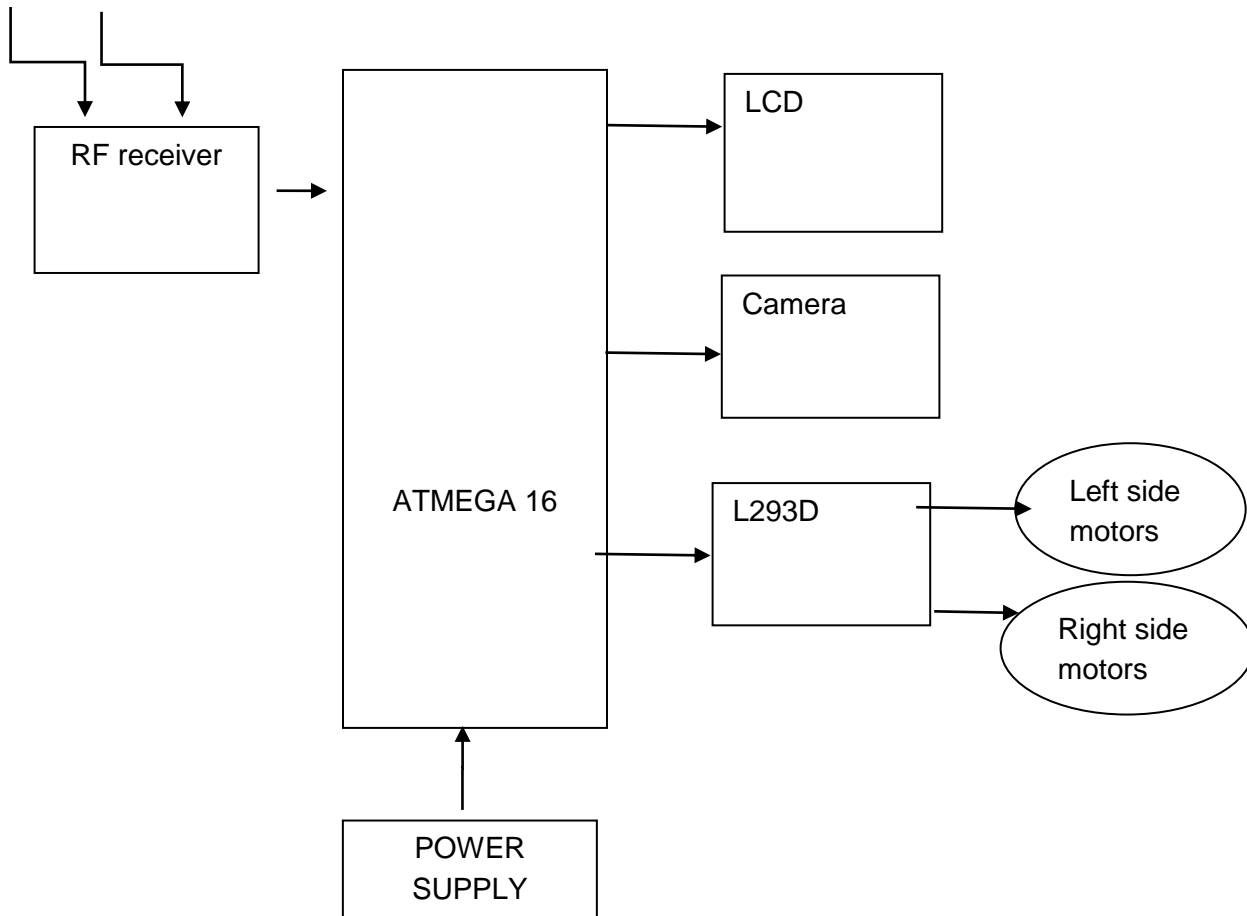 RF receiver
LCD
Camera
ATMEGA 16
L293D
Left side
motors
Right side
motors
POWER
SUPPLY